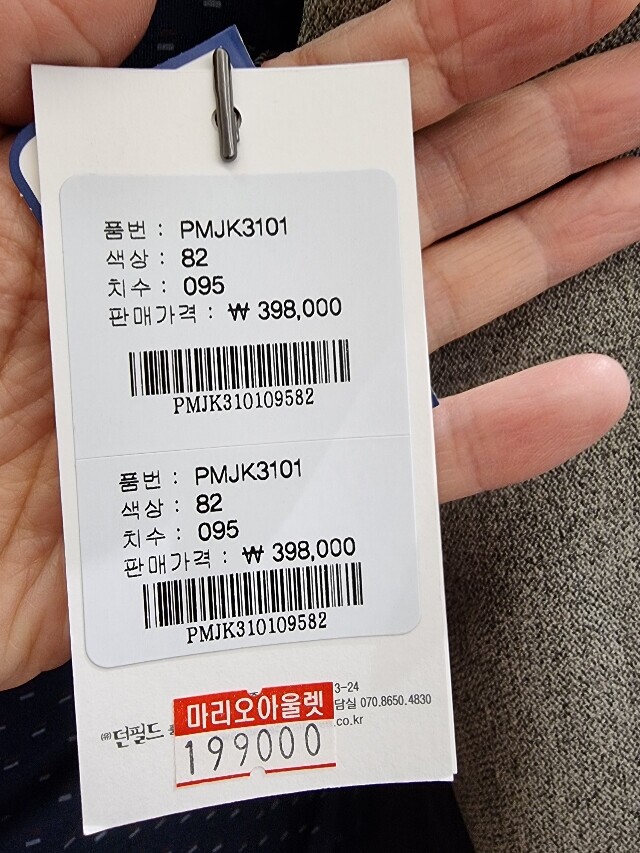 품번 : PMJK3101
색상 : 82
치수 : 095
판매가격 : ₩ 398,000
PMJK310109582
품번 : PMJK3101
색상 : 82
치수 : 095
판매가격 : ₩ 398,000
PMJK310109582
마리오아울렛
199000
3-24
담실 070.8650.4830
㈜던필드
.co.kr